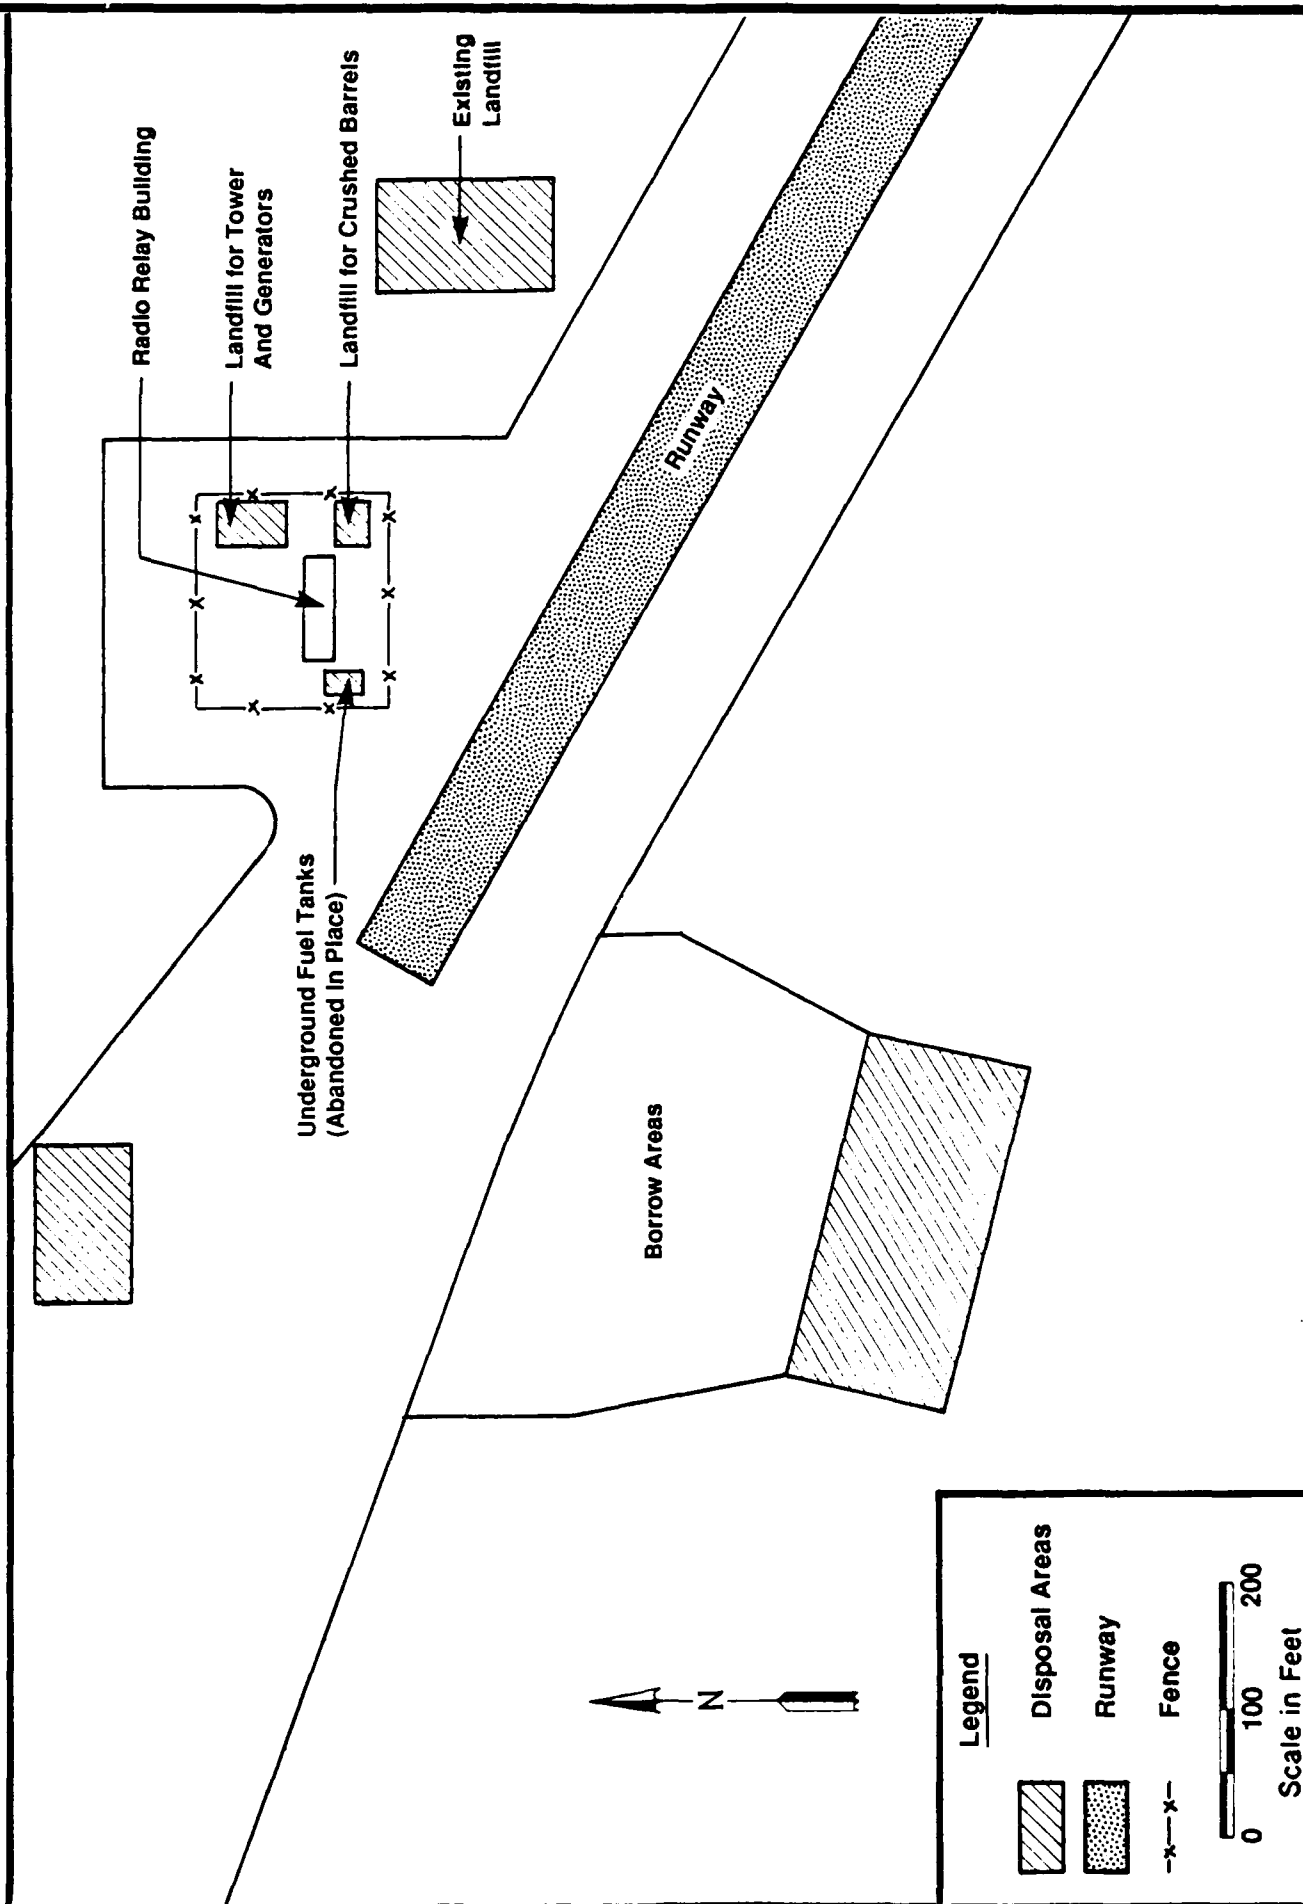 Radio Relay Building
Landfill for Tower
And Generators
Landfill for Crushed Barrels
Existing
Landfill
Underground Fuel Tanks
(Abandoned In Place)
Runway
Borrow Areas
N
Legend
Disposal Areas
Runway
-x—x- Fence
0 100 200
Scale in Feet